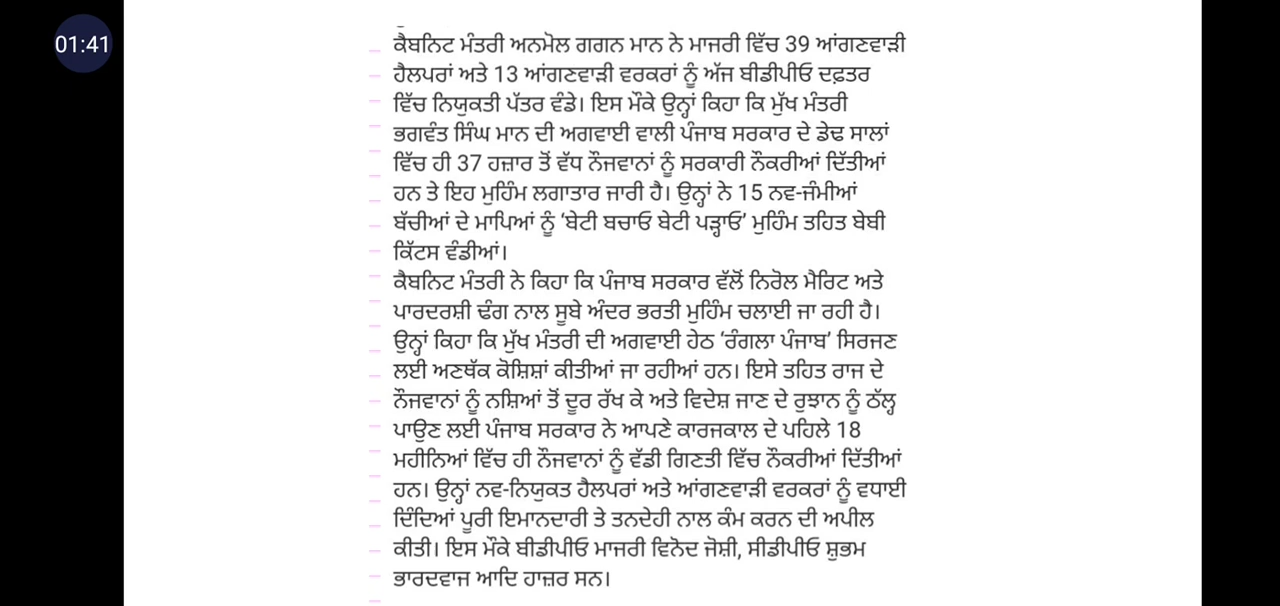 01:41
ਕੈਬਨਿਟ ਮੰਤਰੀ ਅਨਮੋਲ ਗਗਨ ਮਾਨ ਨੇ ਮਾਜਰੀ ਵਿੱਚ 39 ਆਂਗਣਵਾੜੀ
ਹੈਲਪਰਾਂ ਅਤੇ 13 ਆਂਗਣਵਾੜੀ ਵਰਕਰਾਂ ਨੂੰ ਅੱਜ ਬੀਡੀਪੀਓ ਦਫ਼ਤਰ
ਵਿੱਚ ਨਿਯੁਕਤੀ ਪੱਤਰ ਵੰਡੇ। ਇਸ ਮੌਕੇ ਉਨ੍ਹਾਂ ਕਿਹਾ ਕਿ ਮੁੱਖ ਮੰਤਰੀ
ਭਗਵੰਤ ਸਿੰਘ ਮਾਨ ਦੀ ਅਗਵਾਈ ਵਾਲੀ ਪੰਜਾਬ ਸਰਕਾਰ ਦੇ ਡੇਢ ਸਾਲਾਂ
ਵਿੱਚ ਹੀ 37 ਹਜ਼ਾਰ ਤੋਂ ਵੱਧ ਨੌਜਵਾਨਾਂ ਨੂੰ ਸਰਕਾਰੀ ਨੌਕਰੀਆਂ ਦਿੱਤੀਆਂ
ਹਨ ਤੇ ਇਹ ਮੁਹਿੰਮ ਲਗਾਤਾਰ ਜਾਰੀ ਹੈ। ਉਨ੍ਹਾਂ ਨੇ 15 ਨਵ-ਜੰਮੀਆਂ
ਬੱਚੀਆਂ ਦੇ ਮਾਪਿਆਂ ਨੂੰ ‘ਬੇਟੀ ਬਚਾਓ ਬੇਟੀ ਪੜ੍ਹਾਓ’ ਮੁਹਿੰਮ ਤਹਿਤ ਬੇਬੀ
ਕਿੱਟਸ ਵੰਡੀਆਂ।
ਕੈਬਨਿਟ ਮੰਤਰੀ ਨੇ ਕਿਹਾ ਕਿ ਪੰਜਾਬ ਸਰਕਾਰ ਵੱਲੋਂ ਨਿਰੋਲ ਮੈਰਿਟ ਅਤੇ
ਪਾਰਦਰਸ਼ੀ ਢੰਗ ਨਾਲ ਸੂਬੇ ਅੰਦਰ ਭਰਤੀ ਮੁਹਿੰਮ ਚਲਾਈ ਜਾ ਰਹੀ ਹੈ।
ਉਨ੍ਹਾਂ ਕਿਹਾ ਕਿ ਮੁੱਖ ਮੰਤਰੀ ਦੀ ਅਗਵਾਈ ਹੇਠ ‘ਰੰਗਲਾ ਪੰਜਾਬ’ ਸਿਰਜਣ
ਲਈ ਅਣਥੱਕ ਕੋਸ਼ਿਸ਼ਾਂ ਕੀਤੀਆਂ ਜਾ ਰਹੀਆਂ ਹਨ। ਇਸੇ ਤਹਿਤ ਰਾਜ ਦੇ
ਨੌਜਵਾਨਾਂ ਨੂੰ ਨਸ਼ਿਆਂ ਤੋਂ ਦੂਰ ਰੱਖ ਕੇ ਅਤੇ ਵਿਦੇਸ਼ ਜਾਣ ਦੇ ਰੁਝਾਨ ਨੂੰ ਠੱਲ੍ਹ
ਪਾਉਣ ਲਈ ਪੰਜਾਬ ਸਰਕਾਰ ਨੇ ਆਪਣੇ ਕਾਰਜਕਾਲ ਦੇ ਪਹਿਲੇ 18
ਮਹੀਨਿਆਂ ਵਿੱਚ ਹੀ ਨੌਜਵਾਨਾਂ ਨੂੰ ਵੱਡੀ ਗਿਣਤੀ ਵਿੱਚ ਨੌਕਰੀਆਂ ਦਿੱਤੀਆਂ
ਹਨ। ਉਨ੍ਹਾਂ ਨਵ-ਨਿਯੁਕਤ ਹੈਲਪਰਾਂ ਅਤੇ ਆਂਗਣਵਾੜੀ ਵਰਕਰਾਂ ਨੂੰ ਵਧਾਈ
ਦਿੰਦਿਆਂ ਪੂਰੀ ਇਮਾਨਦਾਰੀ ਤੇ ਤਨਦੇਹੀ ਨਾਲ ਕੰਮ ਕਰਨ ਦੀ ਅਪੀਲ
ਕੀਤੀ। ਇਸ ਮੌਕੇ ਬੀਡੀਪੀਓ ਮਾਜਰੀ ਵਿਨੋਦ ਜੋਸ਼ੀ, ਸੀਡੀਪੀਓ ਸ਼ੁਭਮ
ਭਾਰਦਵਾਜ ਆਦਿ ਹਾਜ਼ਰ ਸਨ।